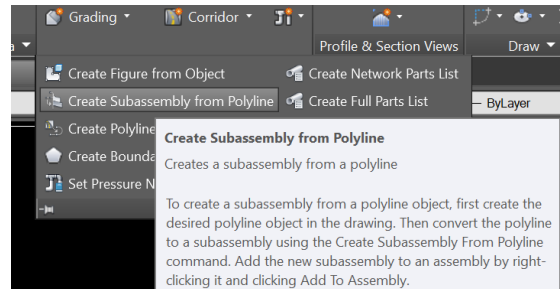 Grading Corridor
Profile & Section Views Draw
Create Figure from Object Create Network Parts List
Create Subassembly from Polyline Create Full Parts List ByLayer
Create Polyline
Create Subassembly from Polyline
Create Bounda
Creates a subassembly from a polyline
Set Pressure N
To create a subassembly from a polyline object, first create the
desired polyline object in the drawing. Then convert the polyline
to a subassembly using the Create Subassembly From Polyline
command. Add the new subassembly to an assembly by right-
clicking it and clicking Add To Assembly.